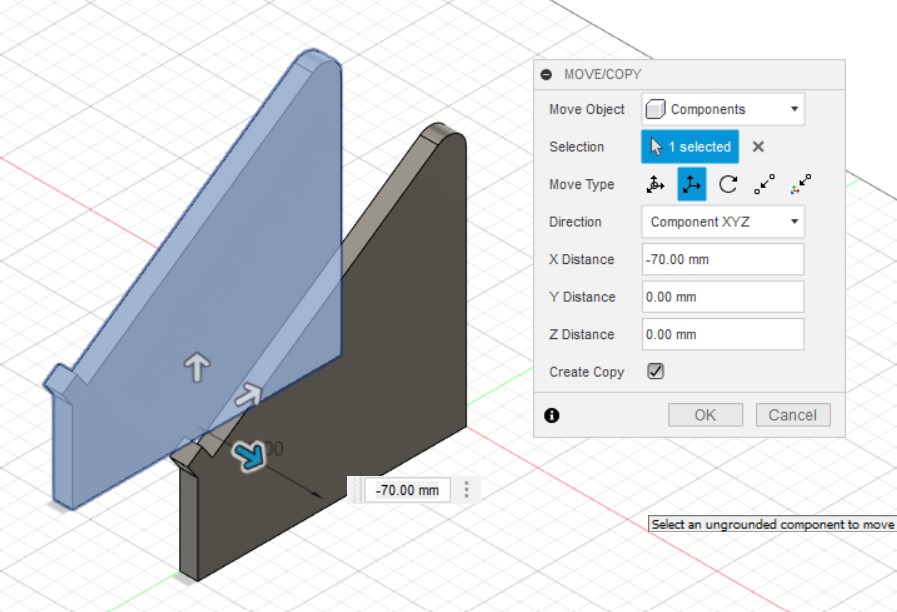 MOVE/COPY
Move Object Components
Selection 1 selected
Move Type
Direction Component XYZ
X Distance -70.00 mm
Y Distance 0.00 mm
Z Distance 0.00 mm
Create Copy
OK Cancel
00
-70.00 mm
Select an ungrounded component to move